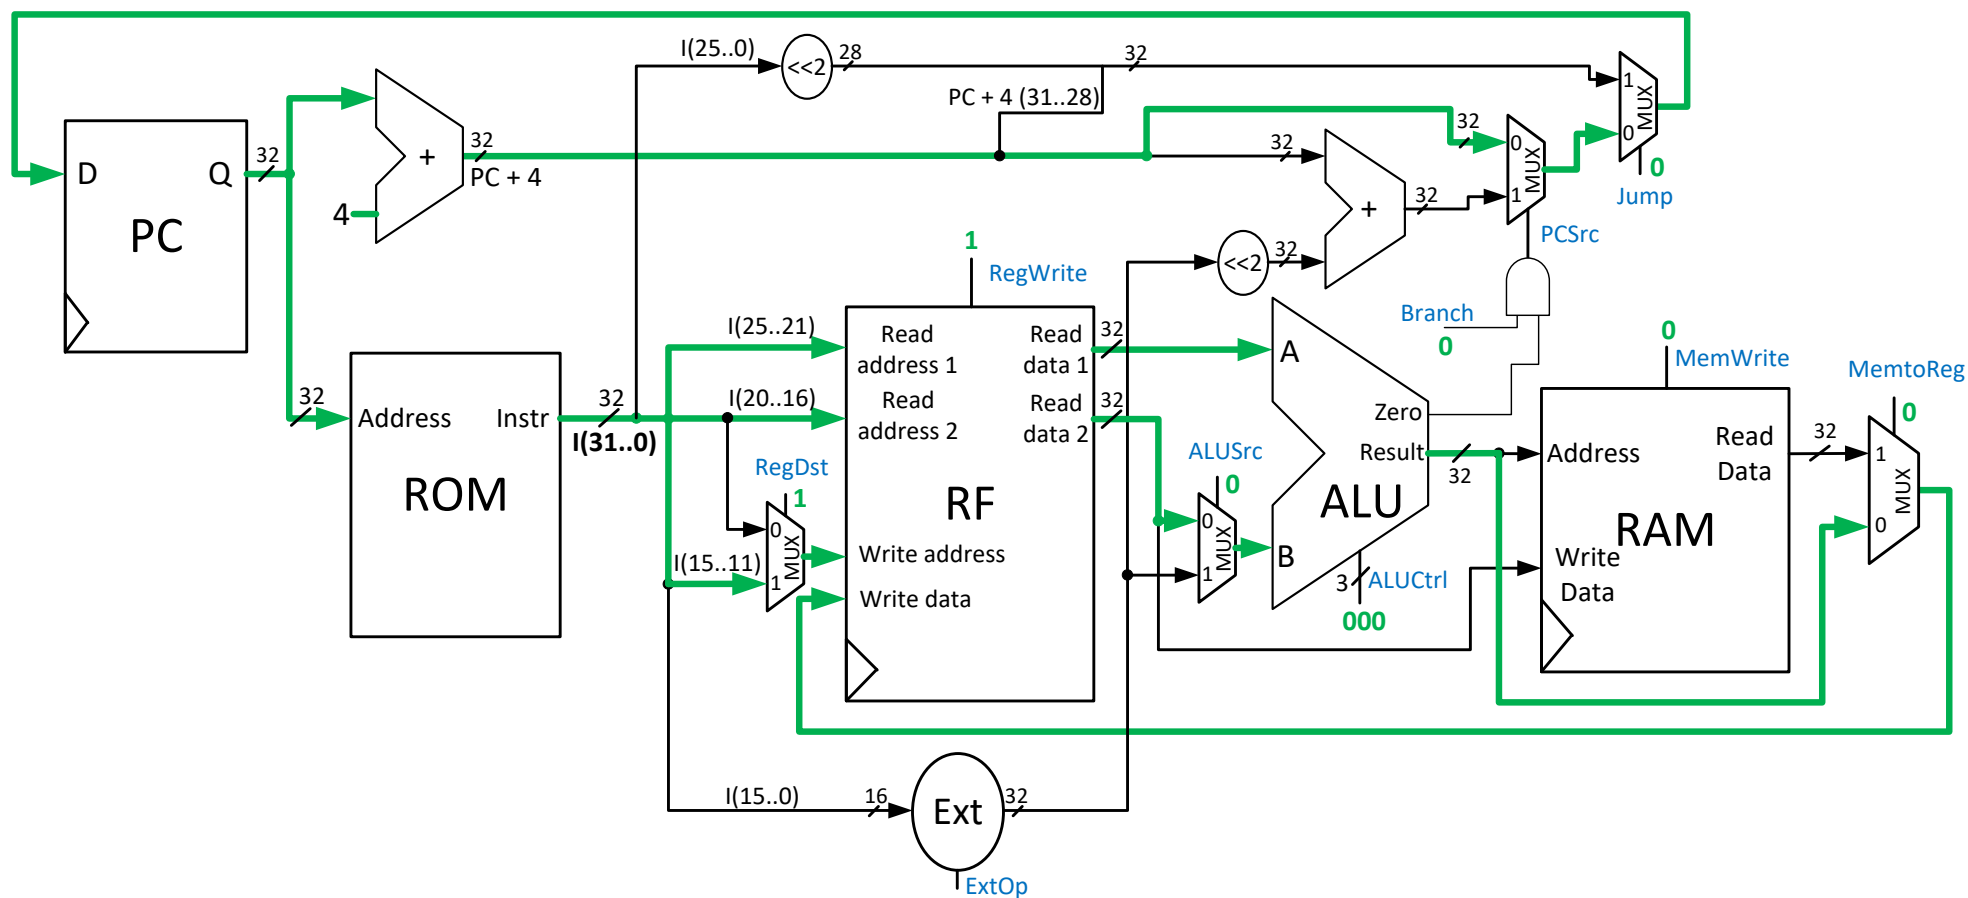 I(25..0)
<<2
28
32
PC + 4 (31..28)
1
MUX
0
0
Jump
D
Q
32
PC
4
+
32
PC + 4
32
+
32
32
<<2
32
0
MUX
1
PCSrc
Branch
0
1
RegWrite
I(25..21)
Read
address 1
Read
data 1
32
I(20..16)
Read
address 2
Read
data 2
32
RF
Write address
Write data
32
Address
Instr
ROM
32
I(31..0)
RegDst
1
0
MUX
1
I(15..11)
ALUSrc
0
0
MUX
1
A
B
Zero
Result
32
ALU
3
ALUCtrl
000
0
MemWrite
Address
Read
Data
32
RAM
Write
Data
MemtoReg
0
1
MUX
0
I(15..0)
16
Ext
32
ExtOp